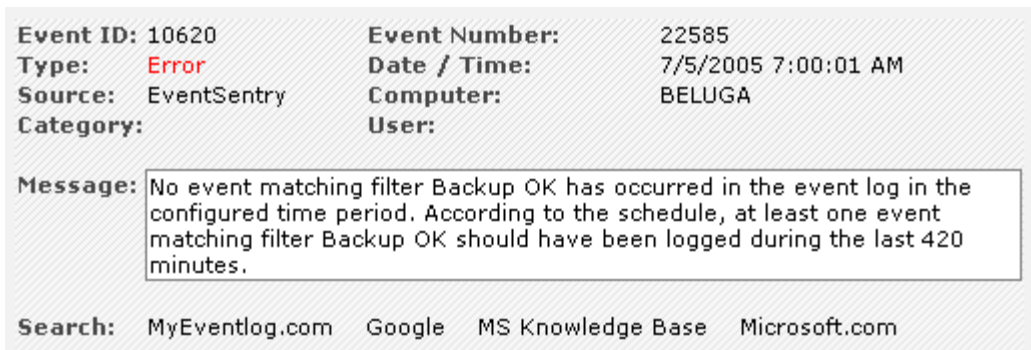 Event ID: 10620 Event Number: 22585
Type: Error Date / Time: 7/5/2005 7:00:01 AM
Source: EventSentry Computer: BELUGA
Category: User:
Message: No event matching filter Backup OK has occurred in the event log in the
configured time period. According to the schedule, at least one event
matching filter Backup OK should have been logged during the last 420
minutes.
Search: MyEventlog.com Google MS Knowledge Base Microsoft.com